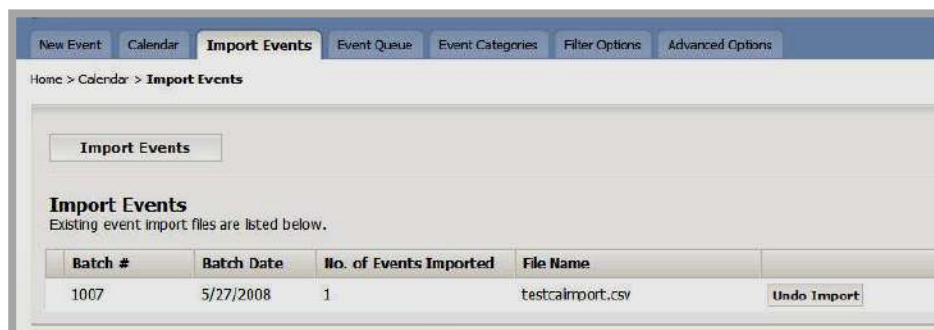 New Event Calendar Import Events Event Queue Event Categories Filter Options Advanced Options
Home > Calendar > Import Events
Import Events
Import Events
Existing event import files are listed below.
Batch # Batch Date No. of Events Imported File Name
1007 5/27/2008 1 testcaimport.csv Undo Import